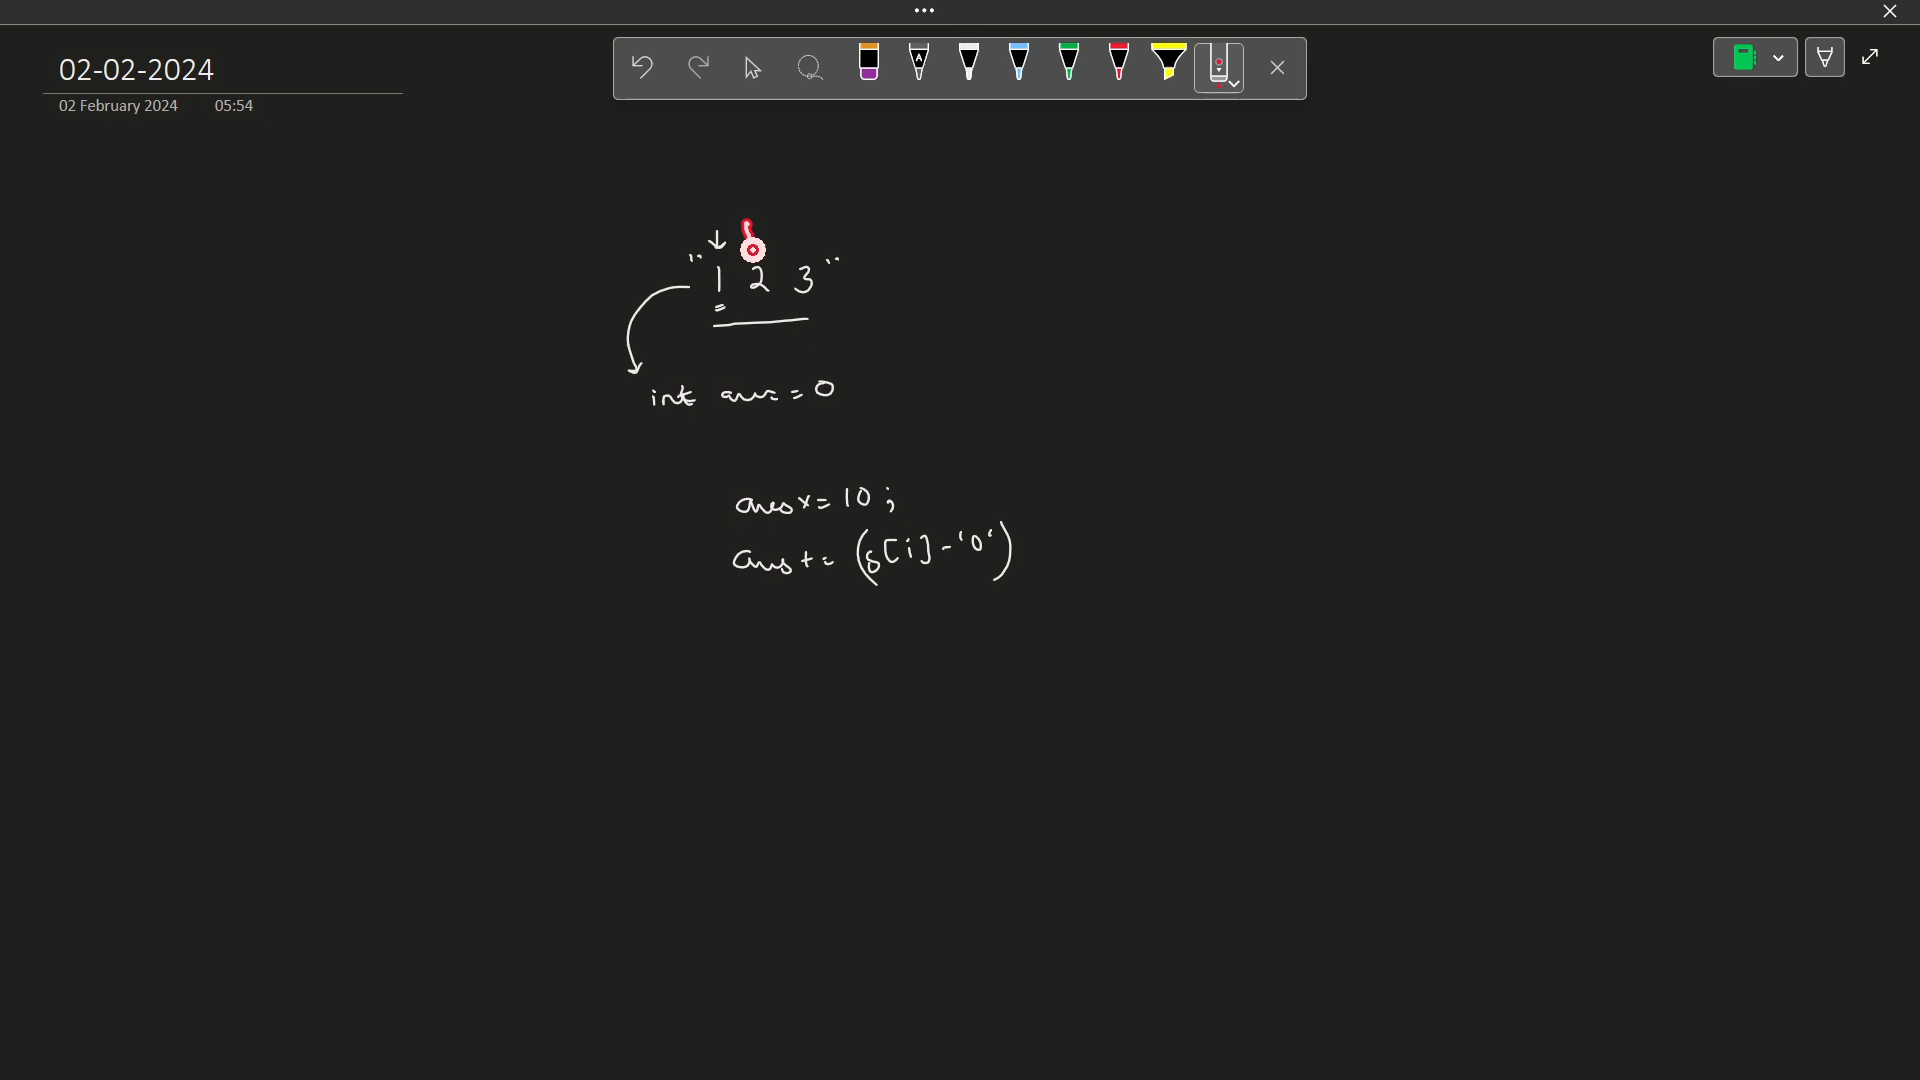 02-02-2024
02 February 2024 05:54
"1 2 3"
int ans = 0
ans x= 10 ;
ans += (s[i] - '0')